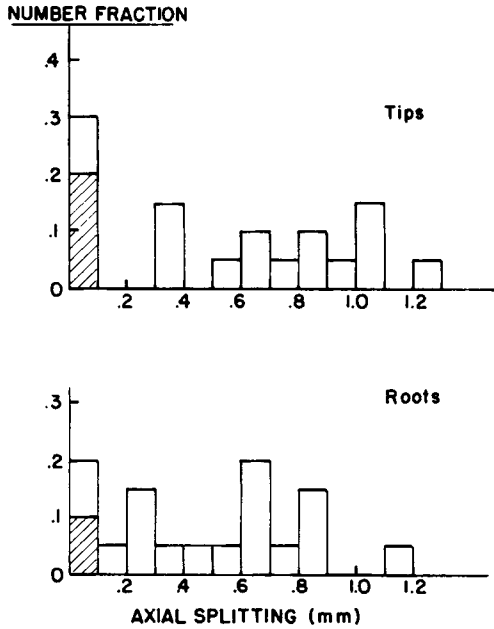 NUMBER FRACTION
.4
Tips
.3
.2
.1
0
.2 .4 .6 .8 1.0 1.2
Roots
.3
.2
.1
0
.2 .4 .6 .8 1.0 1.2
AXIAL SPLITTING (mm)